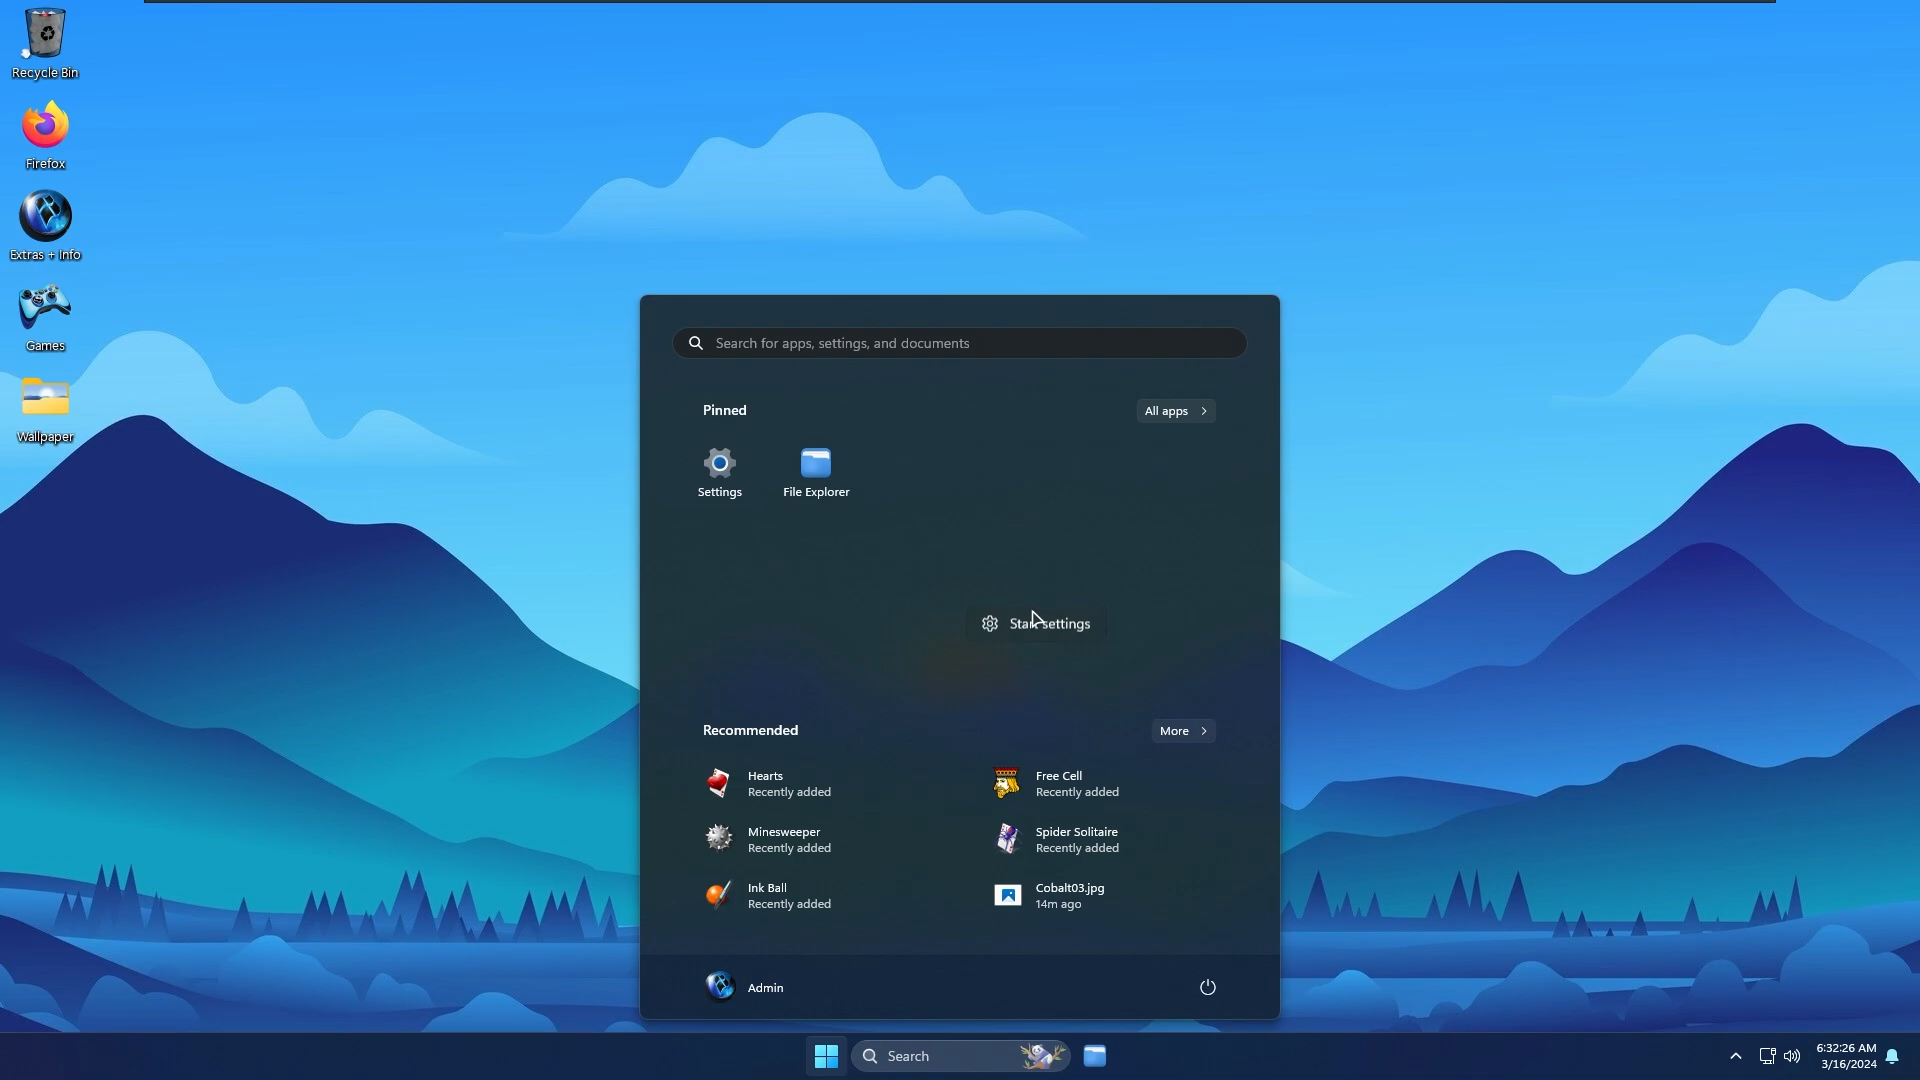 Recycle Bin
Firefox
Extras + Info
Games
Wallpaper
Search for apps, settings, and documents
Pinned
All apps
Settings
File Explorer
Start settings
Recommended
More
Hearts
Recently added
Free Cell
Recently added
Minesweeper
Recently added
Spider Solitaire
Recently added
Ink Ball
Recently added
Cobalt03.jpg
14m ago
Admin
Search
6:32:26 AM
3/16/2024